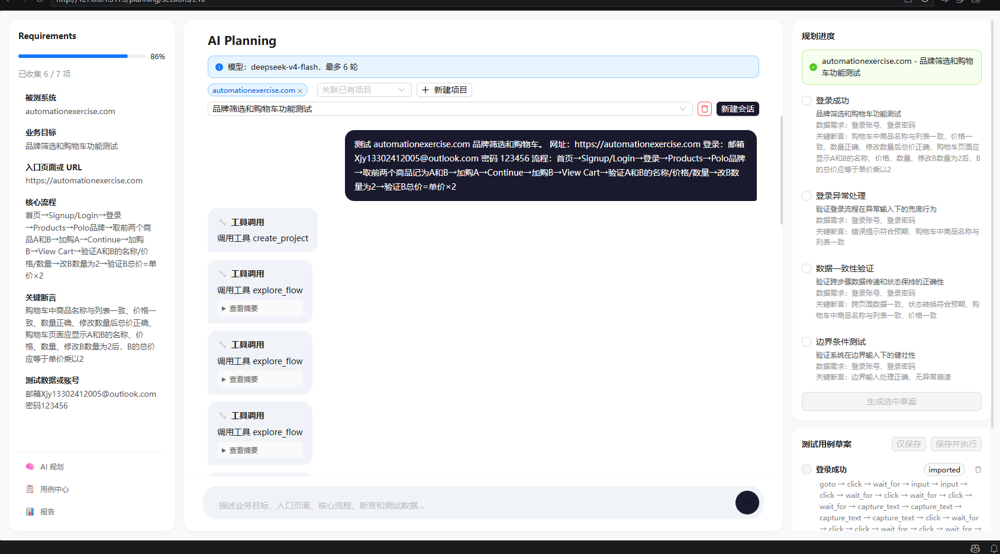 Requirements
86%
已收集 6 / 7 项
被测系统
automationexercise.com
业务目标
品牌筛选和购物车功能测试
入口页面或 URL
https://automationexercise.com
核心流程
首页→Signup/Login→登录
→Products→Polo品牌→取前两个商
品A和B→加购A→Continue→加购
B→View Cart→验证A和B的名称/价
格/数量→改B数量为2→验证B总价=单
价×2
关键断言
购物车中商品名称与列表一致、价格一
致、数量正确、修改数量后总价正确、
购物车页面应显示A和B的名称、价
格、数量、修改B数量为2后，B的总价
应等于单价乘以2
测试数据或账号
邮箱Xjy13302412005@outlook.com
密码123456
AI 规划
用例中心
报告
AI Planning
模型：deepseek-v4-flash，最多 6 轮
automationexercise.com ×
关联已有项目
+ 新建项目
品牌筛选和购物车功能测试
新建会话
测试 automationexercise.com 品牌筛选和购物车。 网址：https://automationexercise.com 登录：邮箱
Xjy13302412005@outlook.com 密码 123456 流程：首页→Signup/Login→登录→Products→Polo品牌
→取前两个商品记为A和B→加购A→Continue→加购B→View Cart→验证A和B的名称/价格/数量→改B数
量为2→验证B总价=单价×2
工具调用
调用工具 create_project
工具调用
调用工具 explore_flow
▶ 查看摘要
工具调用
调用工具 explore_flow
▶ 查看摘要
工具调用
调用工具 explore_flow
▶ 查看摘要
描述业务目标、入口页面、核心流程、断言和测试数据...
规划进度
automationexercise.com - 品牌筛选和购物
车功能测试
登录成功
品牌筛选和购物车功能测试
数据需求：登录账号、登录密码
关键断言：购物车中商品名称与列表一致、价格一
致、数量正确、修改数量后总价正确、购物车页面应
显示A和B的名称、价格、数量、修改B数量为2后，B
的总价应等于单价乘以2
登录异常处理
验证登录流程在异常输入下的兜底行为
数据需求：登录账号、登录密码
关键断言：错误提示符合预期、购物车中商品名称与
列表一致
数据一致性验证
验证跨步骤数据传递和状态保持的正确性
数据需求：登录账号、登录密码
关键断言：跨页面数据一致、状态转换符合预期、购
物车中商品名称与列表一致、价格一致
边界条件测试
验证系统在边界输入下的健壮性
数据需求：登录账号、登录密码
关键断言：边界输入处理正确、无异常崩溃
生成选中草案
测试用例草案
仅保存
保存并执行
登录成功
imported
goto → click → wait_for → input → input →
click → wait_for → click → wait_for → click →
wait_for → capture_text → capture_text →
capture_text → capture_text → click → wait_for
→ click → click → wait_for → click → wait_for →